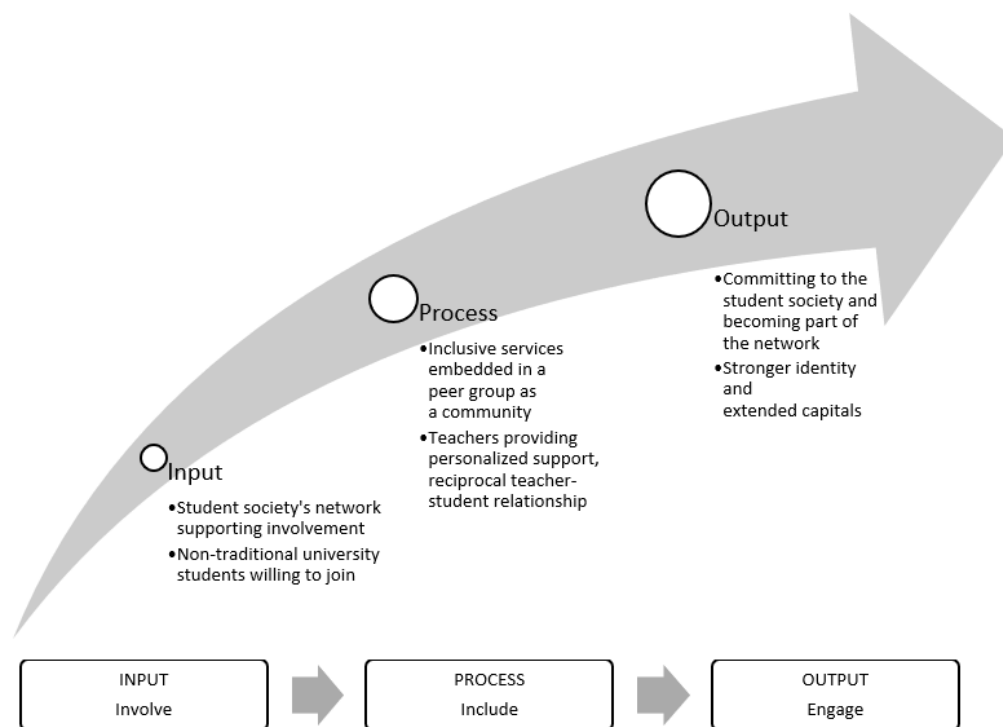 Output
•Committing to the
student society and
becoming part of
the network
•Stronger identity
and
extended capitals
Process
•Inclusive services
embedded in a
peer group as
a community
•Teachers providing
personalized support,
reciprocal teacher-
student relationship
Input
•Student society's network
supporting involvement
•Non-traditional university
students willing to join
INPUT
Involve
PROCESS
Include
OUTPUT
Engage